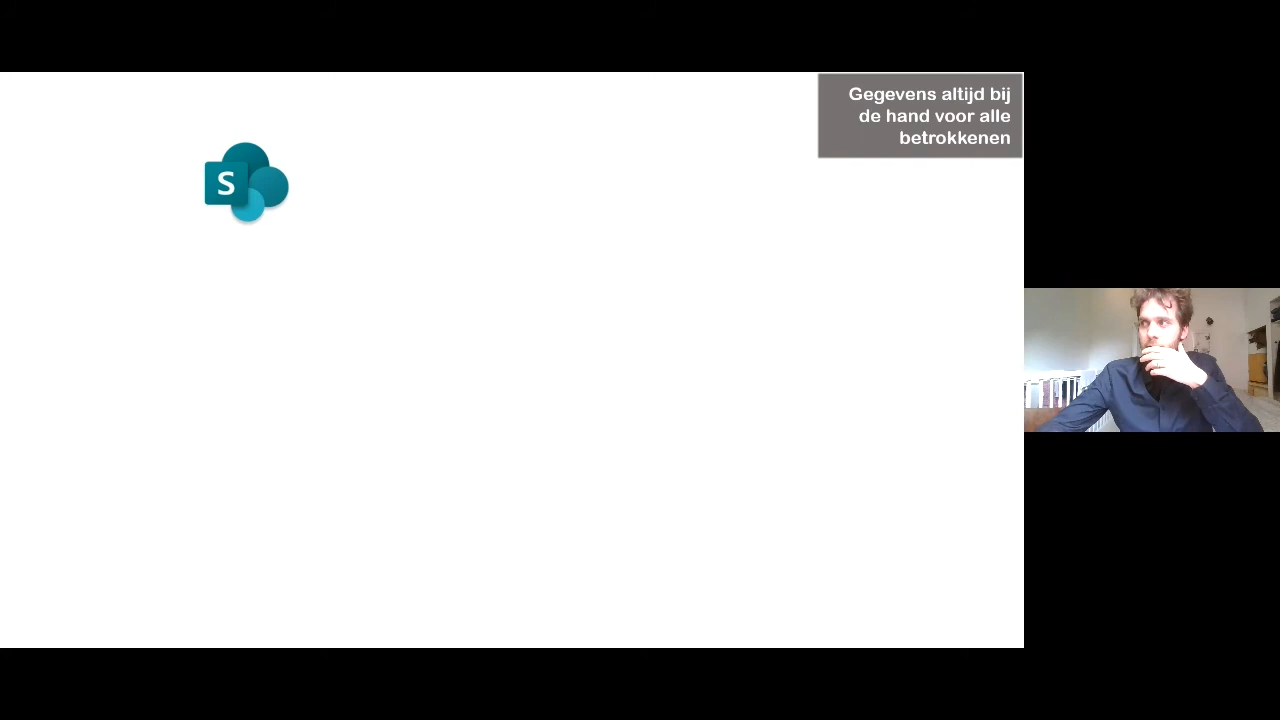 Gegevens altijd bij
de hand voor alle
betrokkenen
S